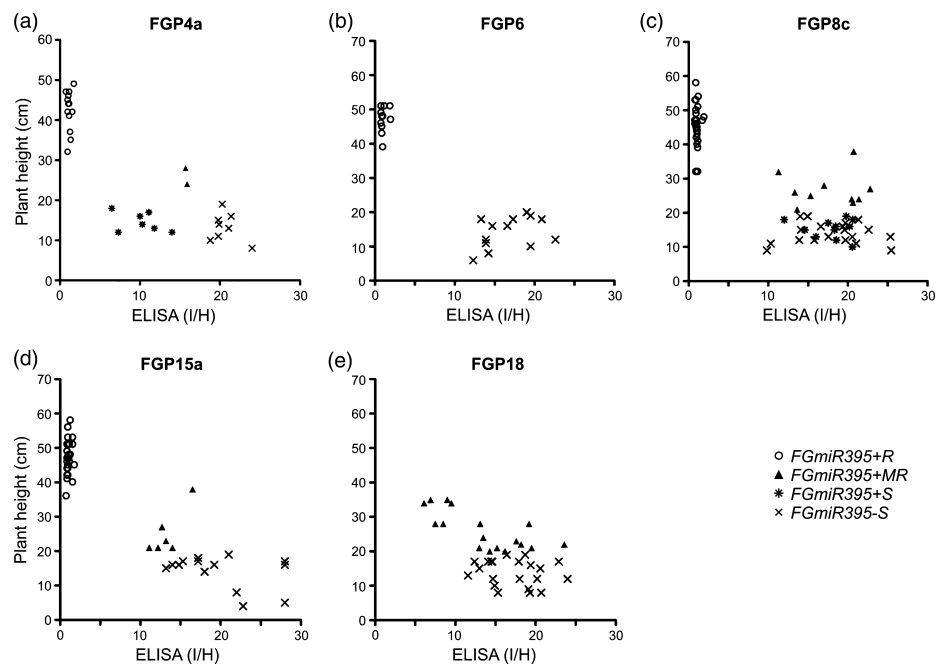 (a) FGP4a
60
50
40
30
20
10
0
0 10 20 30
Plant height (cm)
ELISA (I/H)
(b) FGP6
70
60
50
40
30
20
10
0
0 10 20 30
ELISA (I/H)
(c) FGP8c
70
60
50
40
30
20
10
0
0 10 20 30
ELISA (I/H)
(d) FGP15a
70
60
50
40
30
20
10
0
0 10 20 30
Plant height (cm)
ELISA (I/H)
(e) FGP18
70
60
50
40
30
20
10
0
0 10 20 30
ELISA (I/H)
FGmiR395+R
FGmiR395+MR
FGmiR395+S
FGmiR395-S